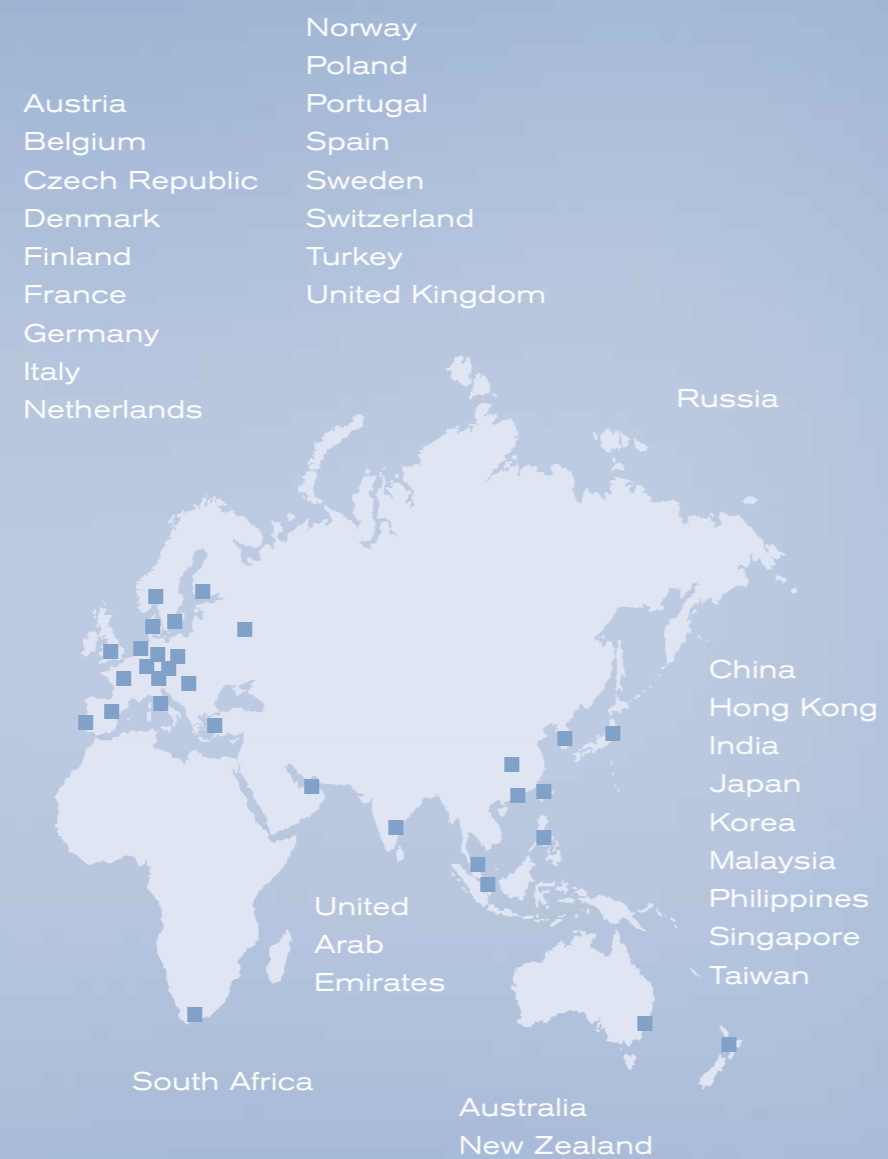 Austria
Belgium
Czech Republic
Denmark
Finland
France
Germany
Italy
Netherlands
Norway
Poland
Portugal
Spain
Sweden
Switzerland
Turkey
United Kingdom
Russia
China
Hong Kong
India
Japan
Korea
Malaysia
Philippines
Singapore
Taiwan
United
Arab
Emirates
South Africa
Australia
New Zealand